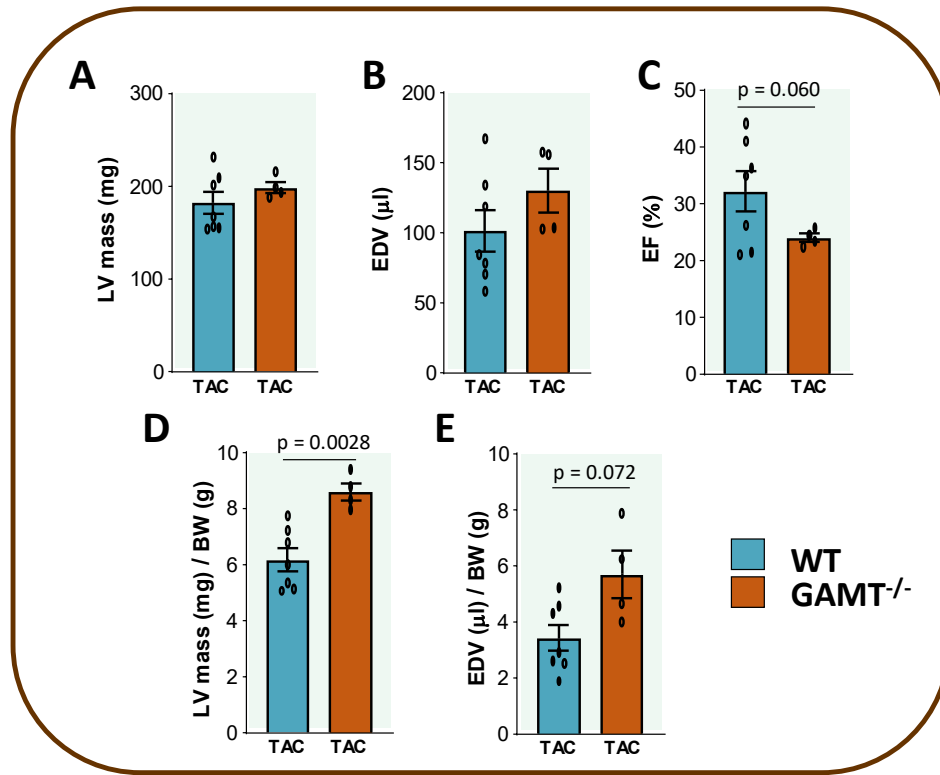 A
LV mass (mg)
300
200
100
0
TAC TAC
B
EDV (μl)
200
150
100
50
0
TAC TAC
C
p = 0.060
EF (%)
50
40
30
20
10
0
TAC TAC
D
p = 0.0028
LV mass (mg) / BW (g)
10
8
6
4
2
0
TAC TAC
E
p = 0.072
EDV (μl) / BW (g)
10
8
6
4
2
0
TAC TAC
WT
GAMT-/-